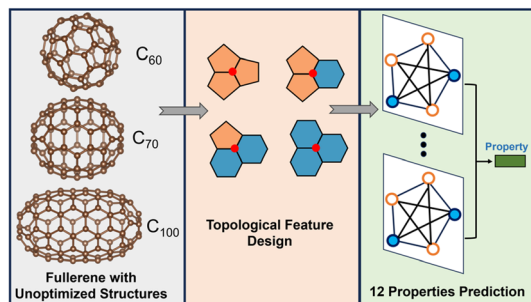 C60
C70
C100
Fullerene with
Unoptimized Structures
Topological Feature
Design
Property
12 Properties Prediction